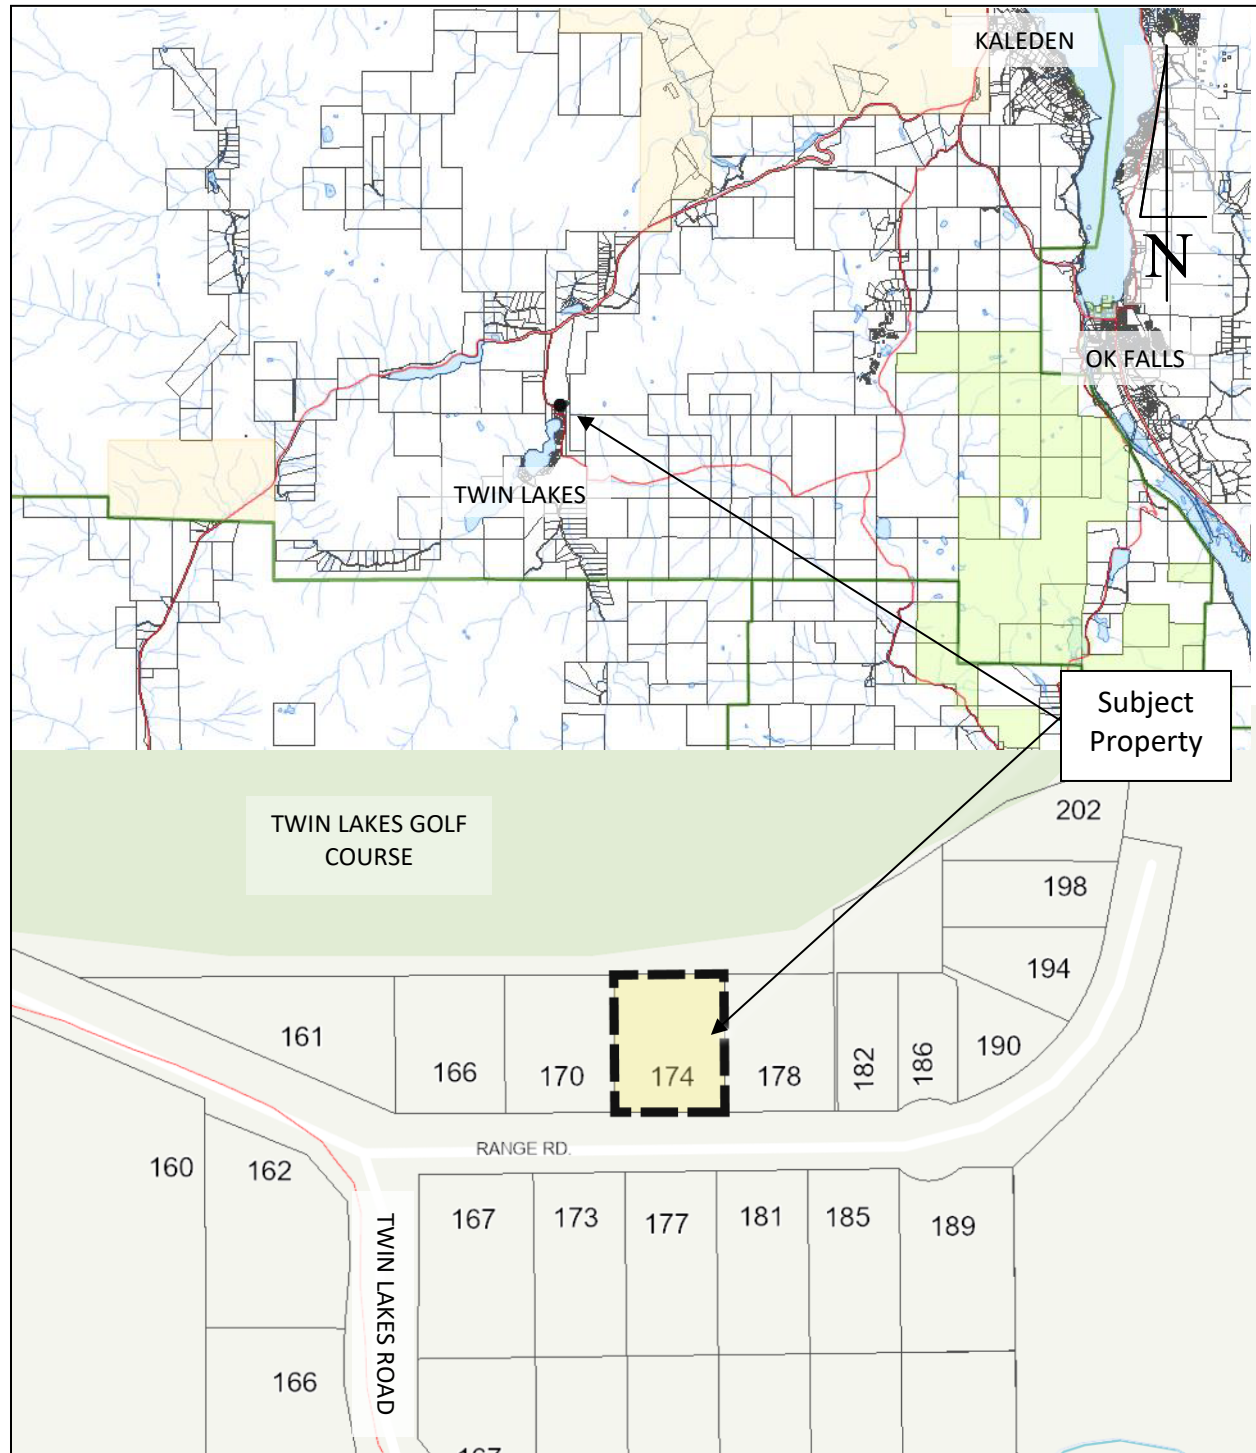 KALEDEN
N
OK FALLS
TWIN LAKES
Subject
Property
TWIN LAKES GOLF
COURSE
202
198
194
161
166
170
174
178
182
186
190
RANGE RD.
160
162
167
173
177
181
185
189
TWIN LAKES ROAD
166
167